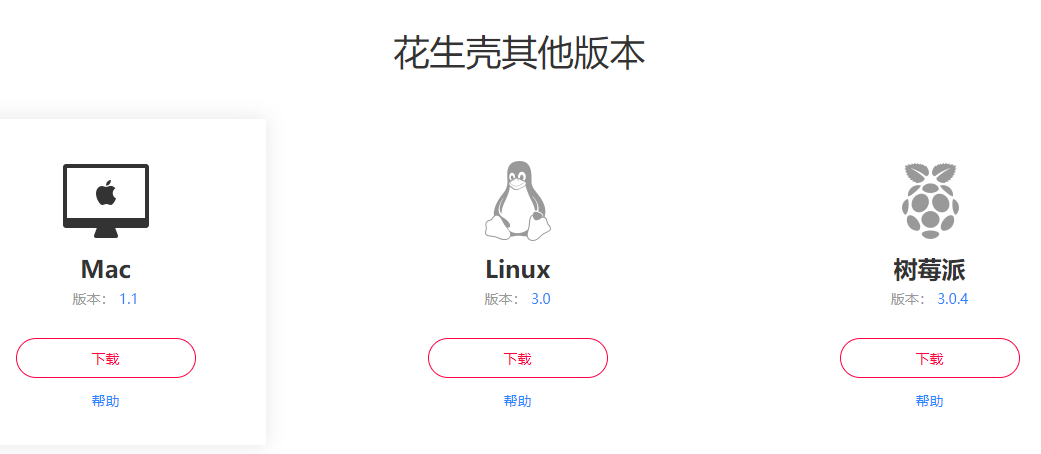 花生壳其他版本
Mac
版本： 1.1
下载
帮助
Linux
版本： 3.0
下载
帮助
树莓派
版本： 3.0.4
下载
帮助